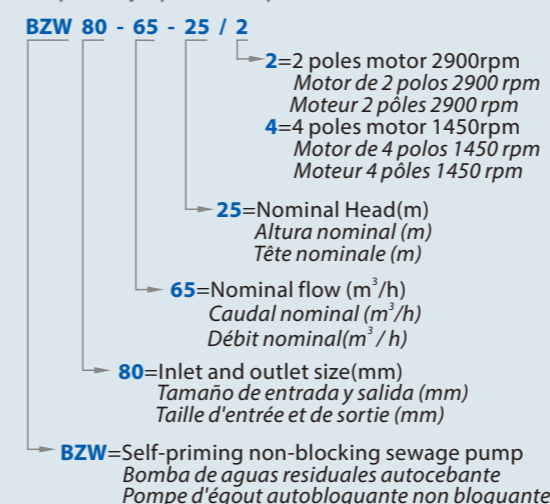 BZW 80 - 65 - 25 / 2
2=2 poles motor 2900rpm
Motor de 2 polos 2900 rpm
Moteur 2 pôles 2900 rpm
4=4 poles motor 1450rpm
Motor de 4 polos 1450 rpm
Moteur 4 pôles 1450 rpm
25=Nominal Head(m)
Altura nominal (m)
Tête nominale (m)
65=Nominal flow (m³/h)
Caudal nominal (m³/h)
Débit nominal(m³ / h)
80=Inlet and outlet size(mm)
Tamaño de entrada y salida (mm)
Taille d'entrée et de sortie (mm)
BZW=Self-priming non-blocking sewage pump
Bomba de aguas residuales autocebante
Pompe d'égout autobloquante non bloquante